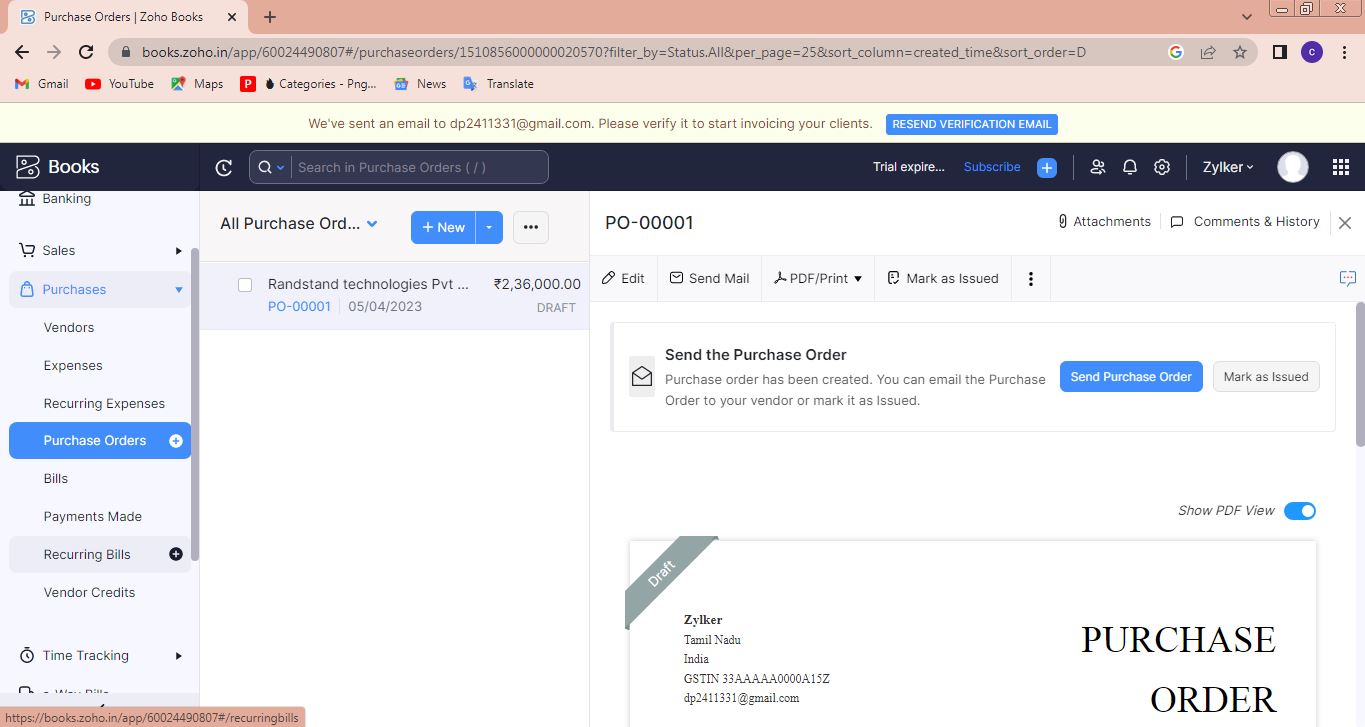 Purchase Orders | Zoho Books
books.zoho.in/app/60024490807#/purchaseorders/1510856000000020570?filter_by=Status.All&per_page=25&sort_column=created_time&sort_order=D
C
Gmail YouTube Maps Categories - Png... News Translate
We've sent an email to dp2411331@gmail.com. Please verify it to start invoicing your clients. RESEND VERIFICATION EMAIL
Books
Search in Purchase Orders ( / )
Trial expire... Subscribe
Zylker
Banking
Sales
Purchases
Vendors
Expenses
Recurring Expenses
Purchase Orders
Bills
Payments Made
Recurring Bills
Vendor Credits
Time Tracking
e-Way Bills
https://books.zoho.in/app/60024490807#/recurringbills
All Purchase Ord...
+ New
Randstand technologies Pvt ... ₹2,36,000.00
PO-00001 05/04/2023 DRAFT
PO-00001
Attachments Comments & History
Edit Send Mail PDF/Print Mark as Issued
Send the Purchase Order
Purchase order has been created. You can email the Purchase
Order to your vendor or mark it as Issued.
Send Purchase Order Mark as Issued
Show PDF View
Draft
Zylker
Tamil Nadu
India
GSTIN 33AAAAA0000A15Z
dp2411331@gmail.com
PURCHASE
ORDER